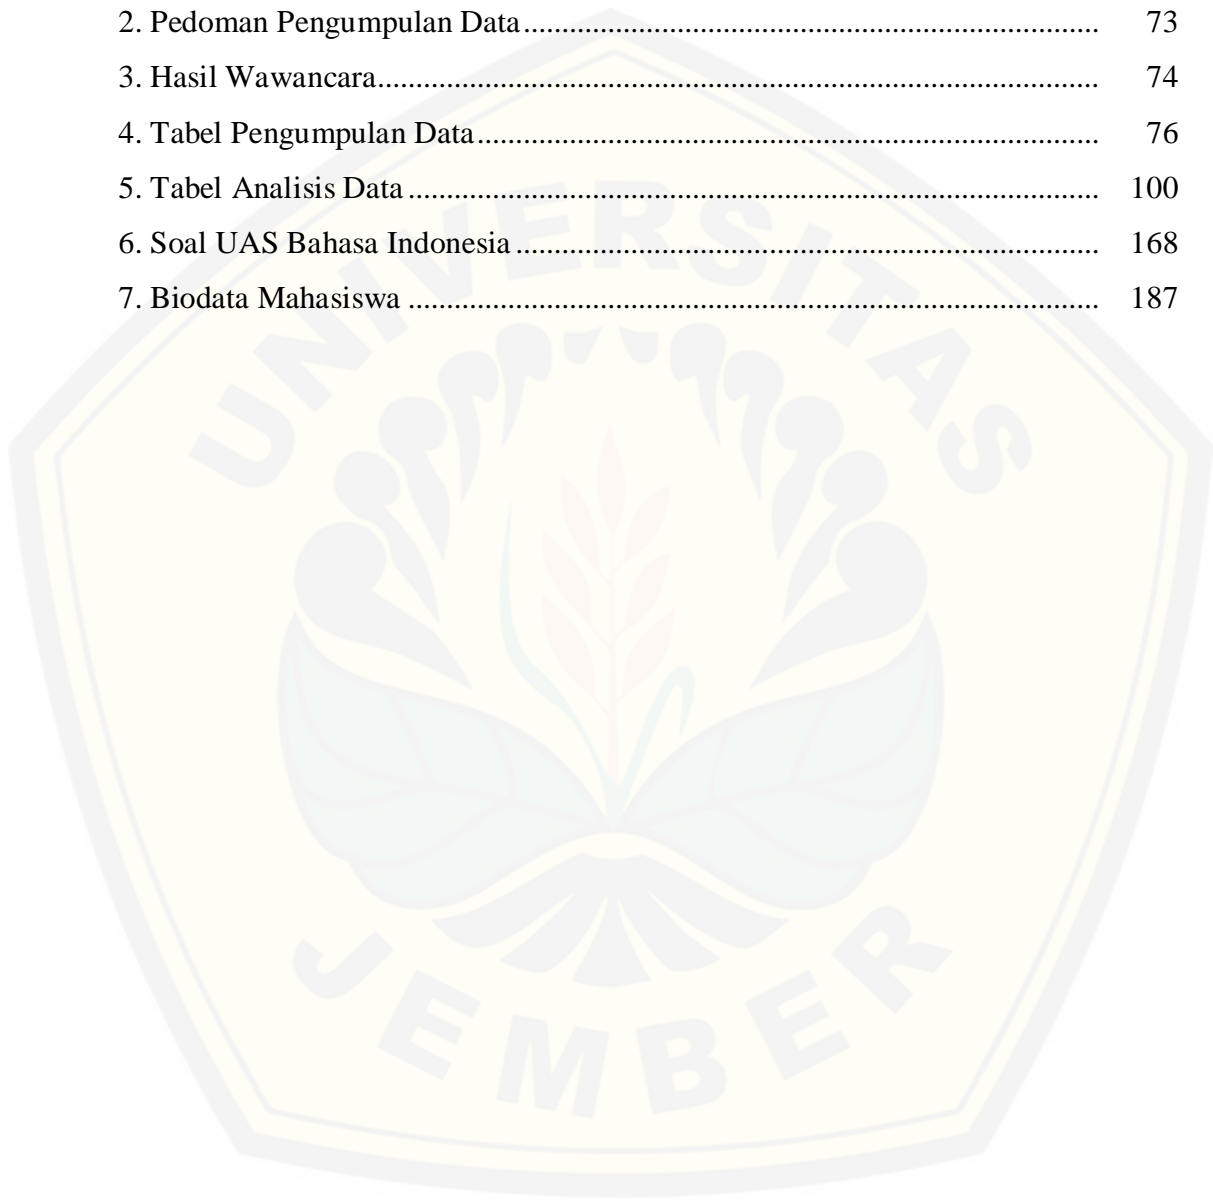 2. Pedoman Pengumpulan Data........................................................................ 73
3. Hasil Wawancara.......................................................................................... 74
4. Tabel Pengumpulan Data.............................................................................. 76
5. Tabel Analisis Data ...................................................................................... 100
6. Soal UAS Bahasa Indonesia......................................................................... 168
7. Biodata Mahasiswa ...................................................................................... 187
UNIVERSITAS
JEMBER